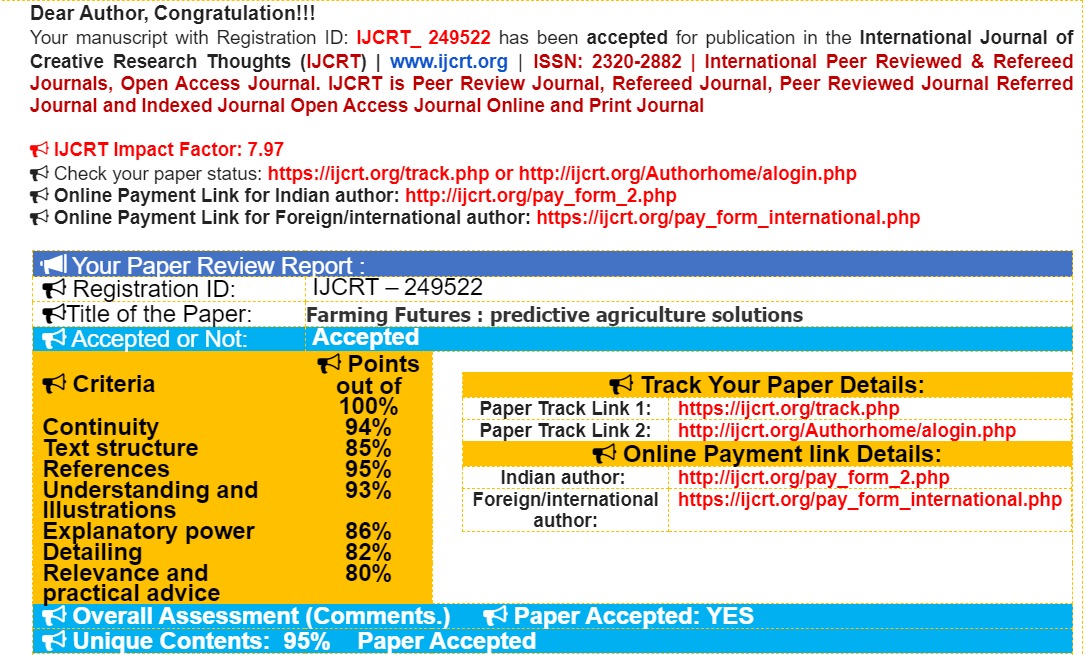 Dear Author, Congratulation!!!
Your manuscript with Registration ID: IJCRT_ 249522 has been accepted for publication in the International Journal of
Creative Research Thoughts (IJCRT) | www.ijcrt.org | ISSN: 2320-2882 | International Peer Reviewed & Refereed
Journals, Open Access Journal. IJCRT is Peer Review Journal, Refereed Journal, Peer Reviewed Journal Referred
Journal and Indexed Journal Open Access Journal Online and Print Journal
IJCRT Impact Factor: 7.97
Check your paper status: https://ijcrt.org/track.php or http://ijcrt.org/Authorhome/alogin.php
Online Payment Link for Indian author: http://ijcrt.org/pay_form_2.php
Online Payment Link for Foreign/international author: https://ijcrt.org/pay_form_international.php
Your Paper Review Report :
Registration ID: IJCRT – 249522
Title of the Paper: Farming Futures : predictive agriculture solutions
Accepted or Not: Accepted
Criteria
Points
out of
100%
Continuity 94%
Text structure 85%
References 95%
Understanding and 93%
Illustrations
Explanatory power 86%
Detailing 82%
Relevance and 80%
practical advice
Track Your Paper Details:
Paper Track Link 1: https://ijcrt.org/track.php
Paper Track Link 2: http://ijcrt.org/Authorhome/alogin.php
Online Payment link Details:
Indian author: http://ijcrt.org/pay_form_2.php
Foreign/international https://ijcrt.org/pay_form_international.php
author:
Overall Assessment (Comments.) Paper Accepted: YES
Unique Contents: 95% Paper Accepted